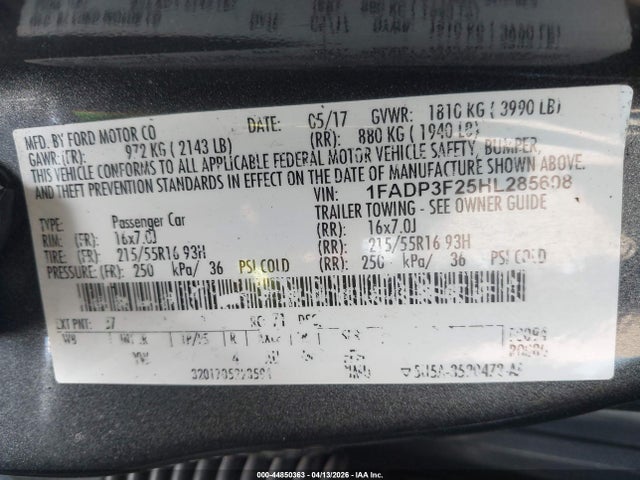 MFD. BY FORD MOTOR CO
DATE: 05/17 GVWR: 1810 KG ( 3990 LB)
GAWR:(FR): 972 KG ( 2143 LB) (RR): 880 KG ( 1940 LB)
THIS VEHICLE CONFORMS TO ALL APPLICABLE FEDERAL MOTOR VEHICLE SAFETY, BUMPER,
AND THEFT PREVENTION STANDARDS IN EFFECT ON THE DATE OF MANUFACTURE SHOWN ABOVE.
VIN: 1FADP3F25HL285608
TYPE: Passenger Car TRAILER TOWING - SEE OWNER GUIDE
RIM: (FR): 16x7.0J (RR): 16x7.0J
TIRE: (FR): 215/55R16 93H (RR): 215/55R16 93H
PRESSURE:(FR): 250 kPa/ 36 PSI COLD (RR): 250 kPa/ 36 PSI COLD
EXT PNT: RC: 71 DSO:
WB R
4
000-44850363 - 04/13/2026 - IAA Inc.